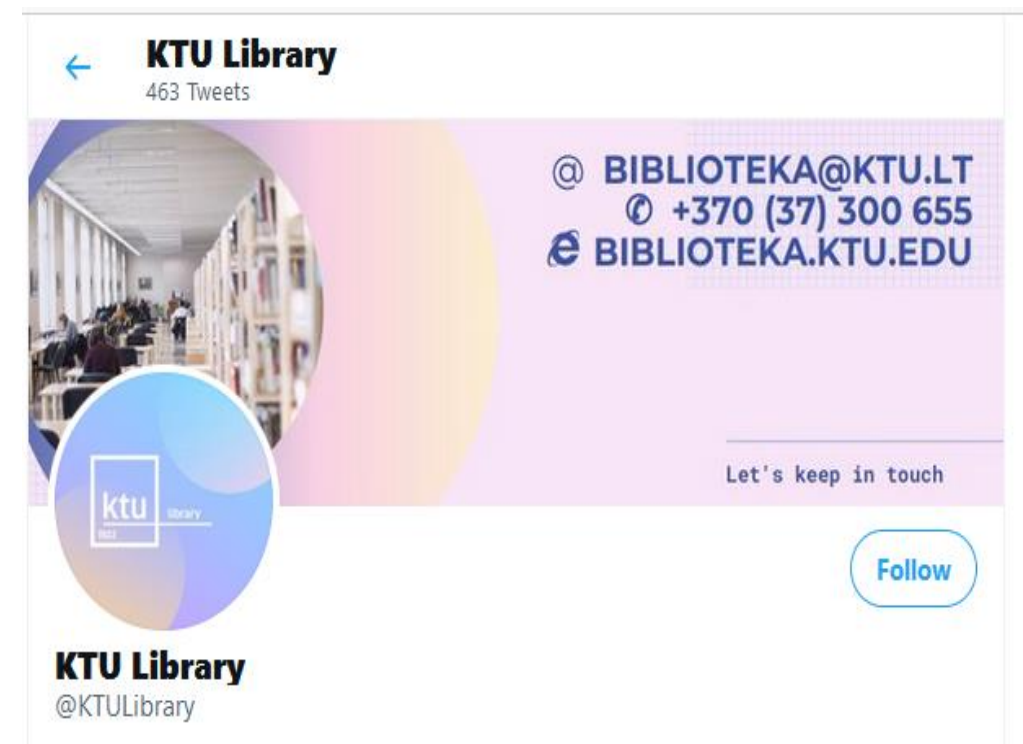 KTU Library
463 Tweets
@ BIBLIOTEKA@KTU.LT
✆ +370 (37) 300 655
BIBLIOTEKA.KTU.EDU
Let's keep in touch
ktu
library
1922
Follow
KTU Library
@KTULibrary